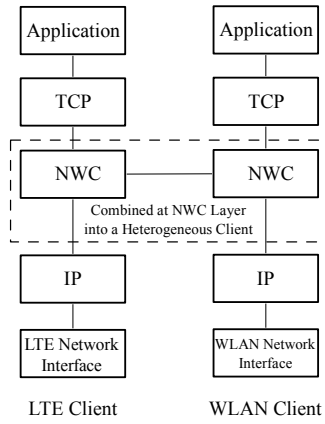 Application
Application
TCP
TCP
NWC
NWC
Combined at NWC Layer
into a Heterogeneous Client
IP
IP
LTE Network
Interface
WLAN Network
Interface
LTE Client
WLAN Client